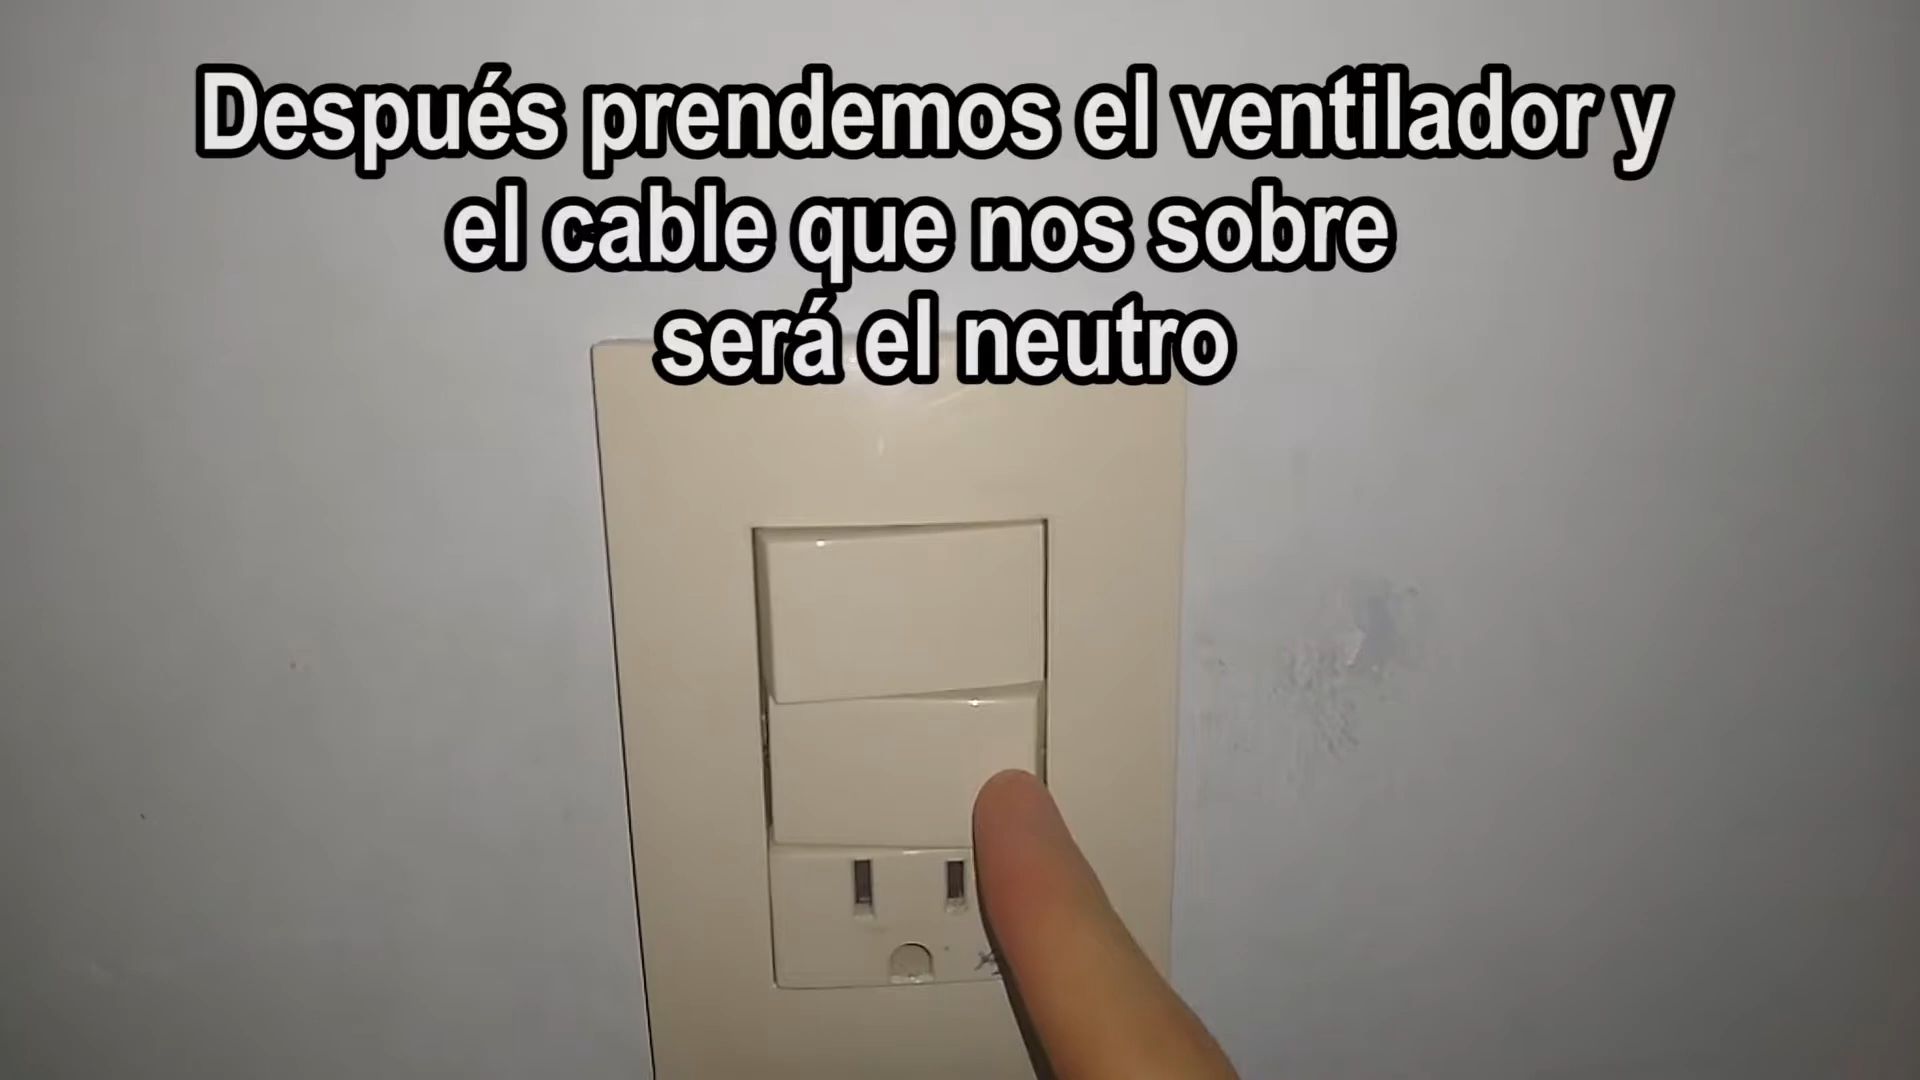 Después prendemos el ventilador y
el cable que nos sobre
será el neutro